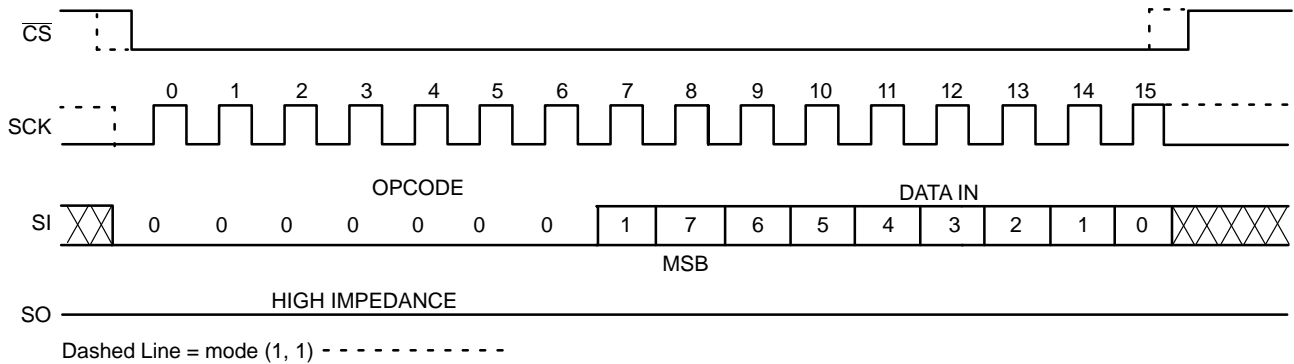 C̅S̅
0 1 2 3 4 5 6 7 8 9 10 11 12 13 14 15
SCK
OPCODE DATA IN
SI 0 0 0 0 0 0 0 1 7 6 5 4 3 2 1 0
MSB
HIGH IMPEDANCE
SO
Dashed Line = mode (1, 1)